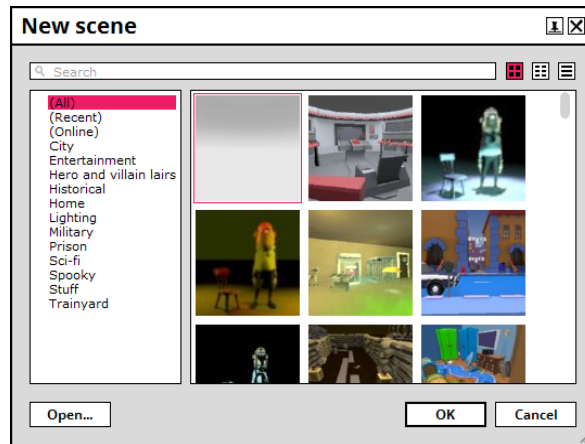 New scene
Search
(All)
(Recent)
(Online)
City
Entertainment
Hero and villain lairs
Historical
Home
Lighting
Military
Prison
Sci-fi
Spooky
Stuff
Trainyard
Open...
OK
Cancel